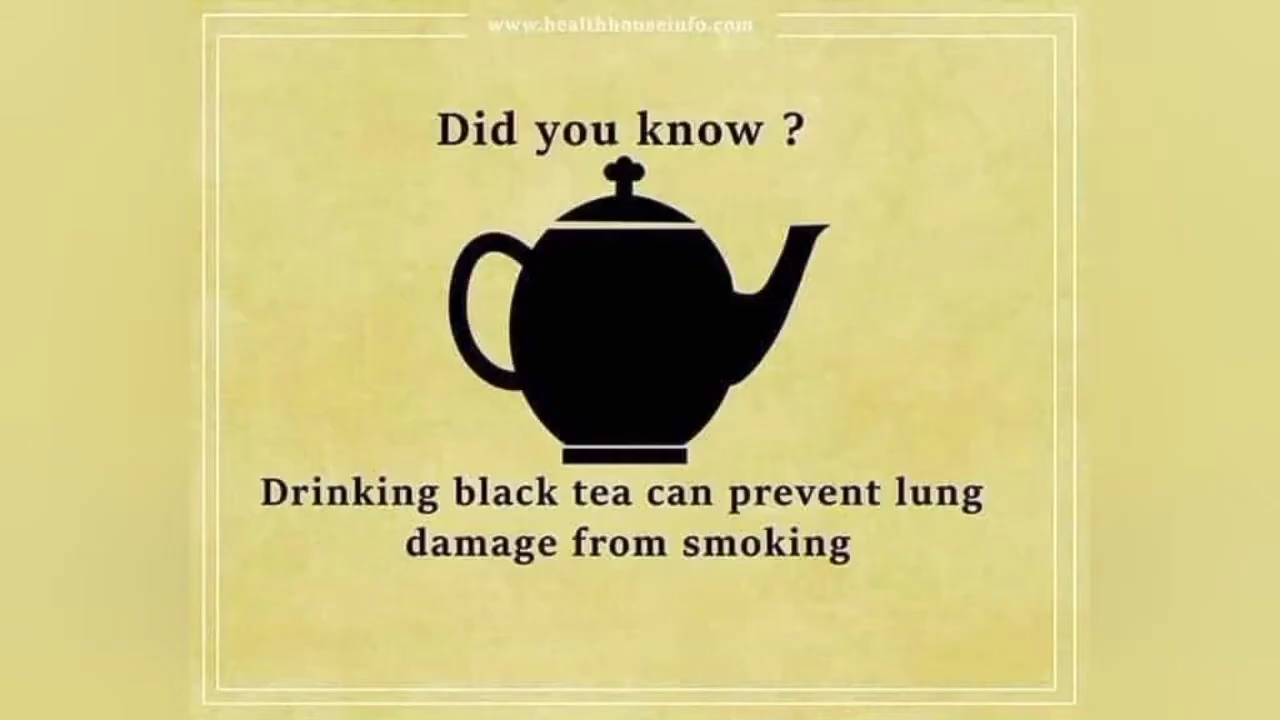 www.healthhouseinfo.com
Did you know ?
Drinking black tea can prevent lung
damage from smoking